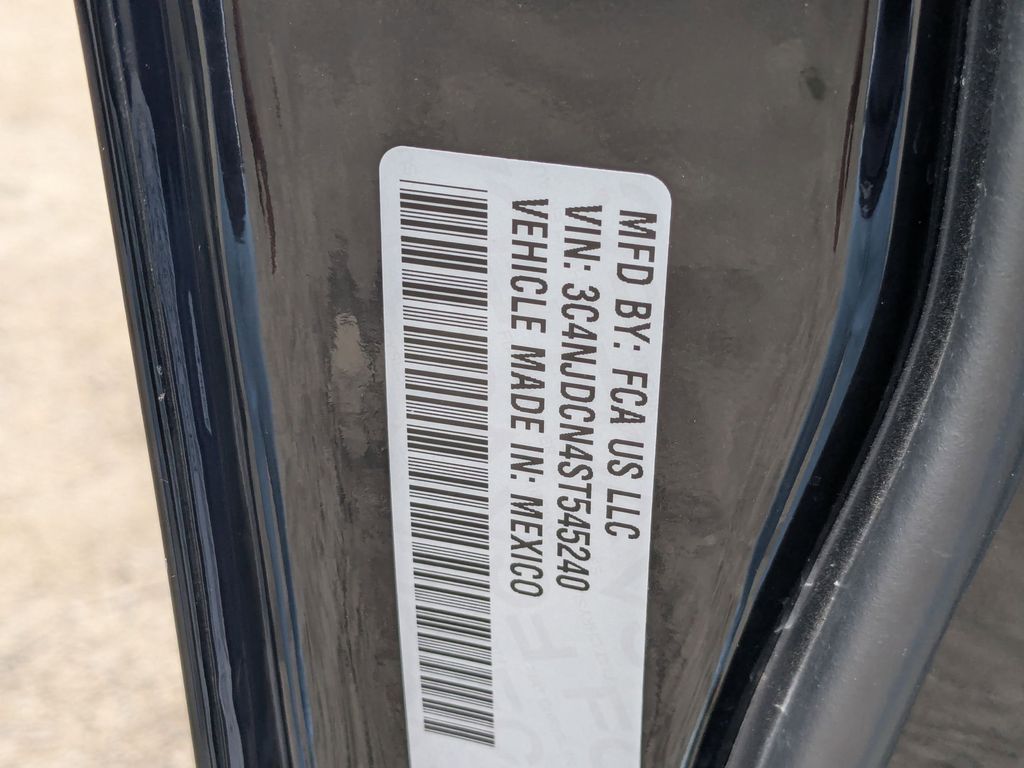 MFD BY: FCA US LLC
VIN: 3C4NJDCN4ST545240
VEHICLE MADE IN: MEXICO